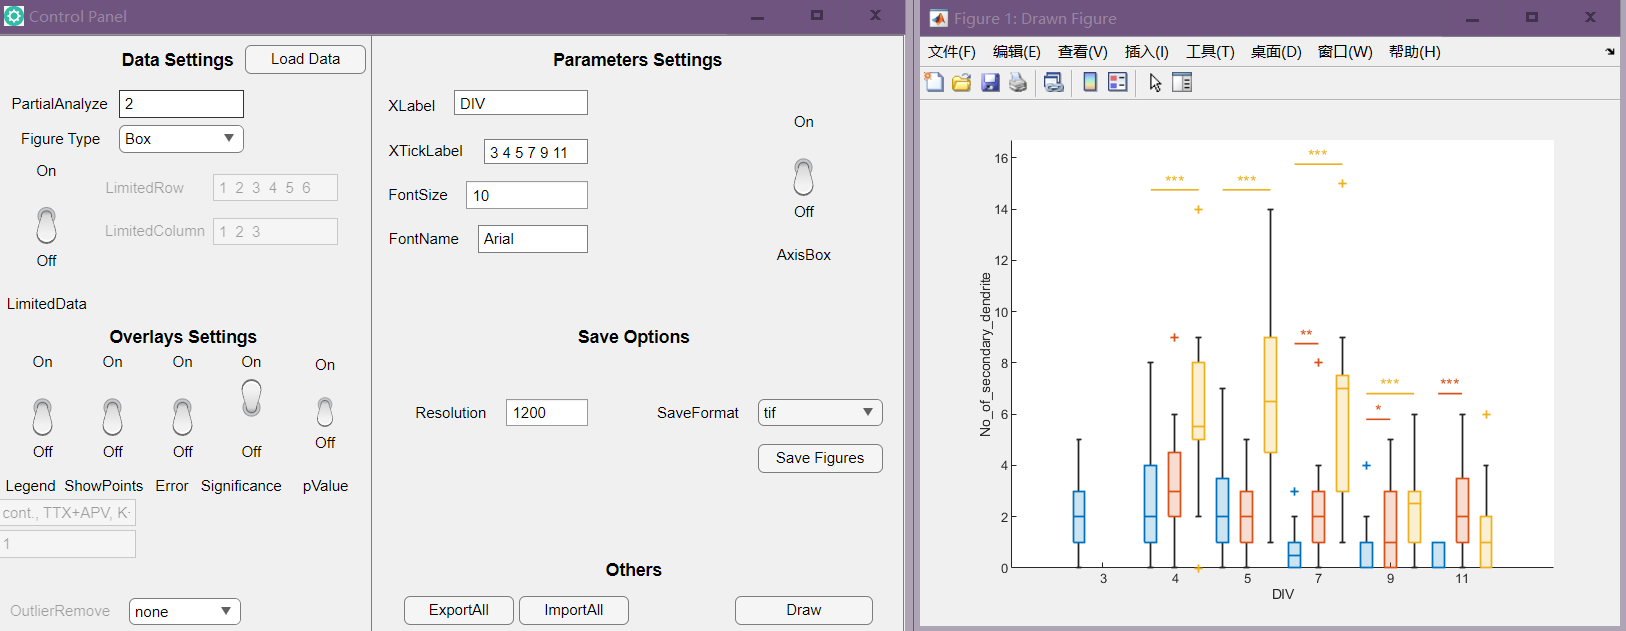 Control Panel
Data Settings
Load Data
PartialAnalyze
2
Figure Type
Box
On
LimitedRow
1 2 3 4 5 6
LimitedColumn
1 2 3
Off
LimitedData
Overlays Settings
On On On On On
Off Off Off Off Off
Legend ShowPoints Error Significance pValue
cont., TTX+APV, K
1
OutlierRemove
none
Parameters Settings
XLabel
DIV
XTickLabel
3 4 5 7 9 11
FontSize
10
FontName
Arial
On
Off
AxisBox
Save Options
Resolution
1200
SaveFormat
tif
Save Figures
Others
ExportAll
ImportAll
Draw
Figure 1: Drawn Figure
文件(F) 编辑(E) 查看(V) 插入(I) 工具(T) 桌面(D) 窗口(W) 帮助(H)
No_of_secondary_dendrite
16
14
12
10
8
6
4
2
0
***
***
***
**
***
*
***
3 4 5 7 9 11
DIV